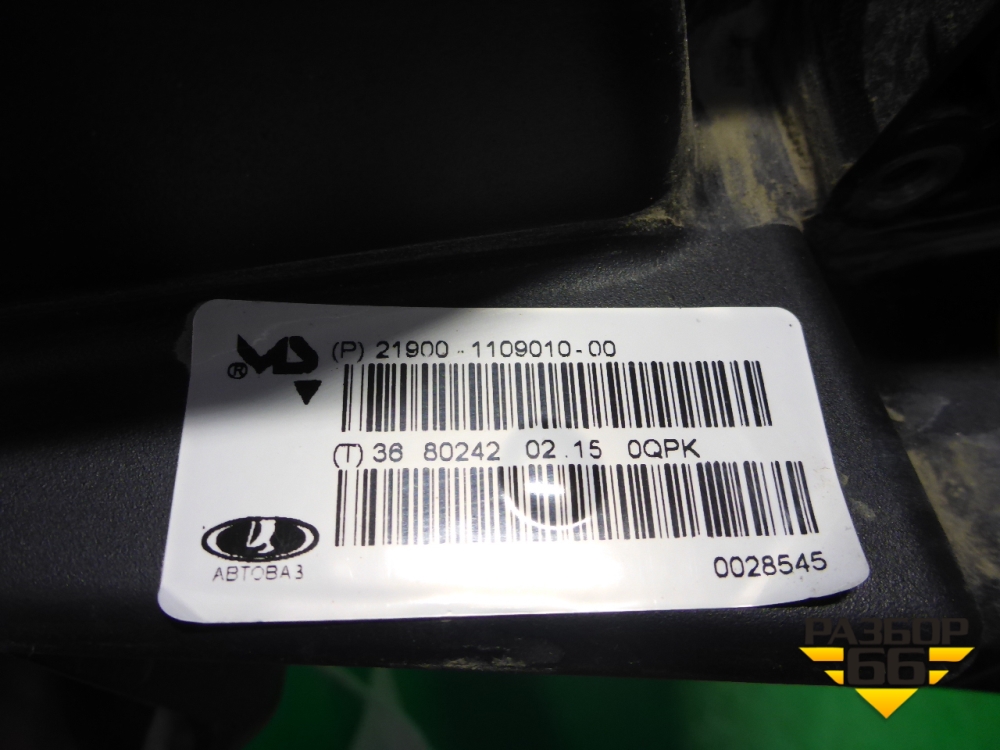 (P) 21900-1109010-00
®
(T) 36 80242 02.15 0QPK
АВТОВАЗ
0028545
РАЗБОР
66